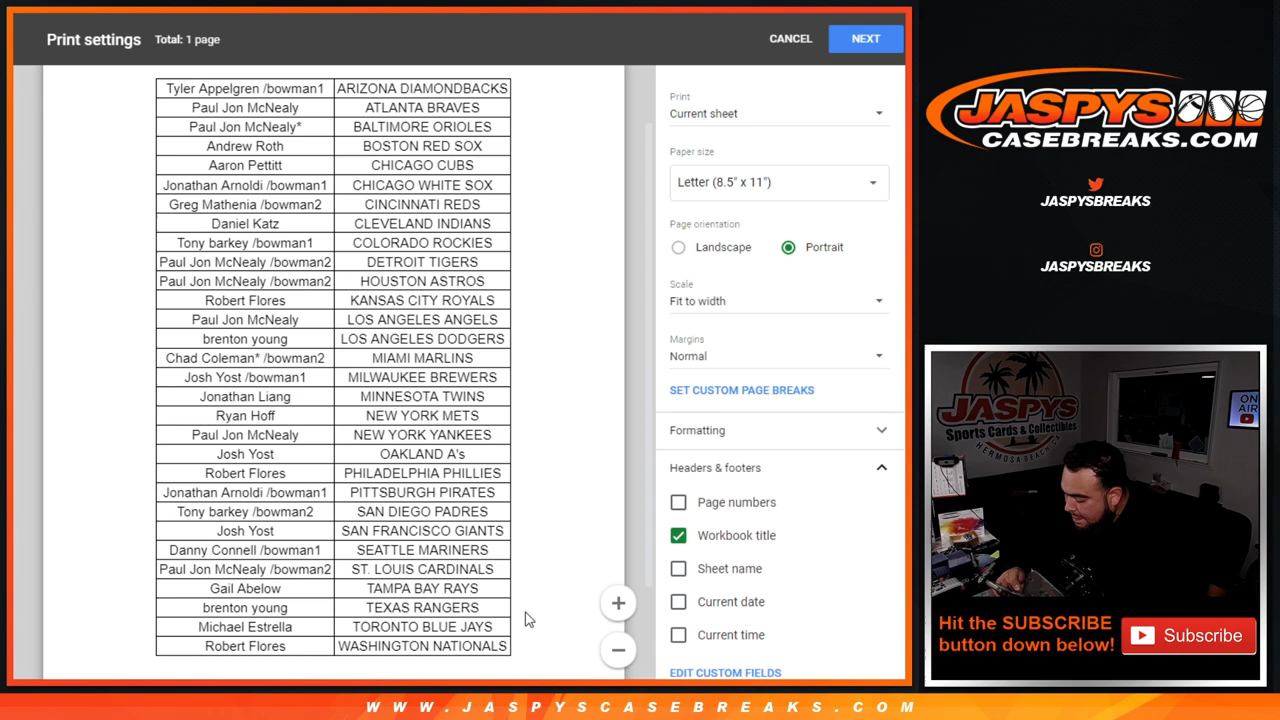 Print settings Total: 1 page CANCEL NEXT
Tyler Appelgren /bowman1 ARIZONA DIAMONDBACKS
Paul Jon McNealy ATLANTA BRAVES
Paul Jon McNealy* BALTIMORE ORIOLES
Andrew Roth BOSTON RED SOX
Aaron Pettitt CHICAGO CUBS
Jonathan Arnoldi /bowman1 CHICAGO WHITE SOX
Greg Mathenia /bowman2 CINCINNATI REDS
Daniel Katz CLEVELAND INDIANS
Tony barkey /bowman1 COLORADO ROCKIES
Paul Jon McNealy /bowman2 DETROIT TIGERS
Paul Jon McNealy /bowman2 HOUSTON ASTROS
Robert Flores KANSAS CITY ROYALS
Paul Jon McNealy LOS ANGELES ANGELS
brenton young LOS ANGELES DODGERS
Chad Coleman* /bowman2 MIAMI MARLINS
Josh Yost /bowman1 MILWAUKEE BREWERS
Jonathan Liang MINNESOTA TWINS
Ryan Hoff NEW YORK METS
Paul Jon McNealy NEW YORK YANKEES
Josh Yost OAKLAND A's
Robert Flores PHILADELPHIA PHILLIES
Jonathan Arnoldi /bowman1 PITTSBURGH PIRATES
Tony barkey /bowman2 SAN DIEGO PADRES
Josh Yost SAN FRANCISCO GIANTS
Danny Connell /bowman1 SEATTLE MARINERS
Paul Jon McNealy /bowman2 ST. LOUIS CARDINALS
Gail Abelow TAMPA BAY RAYS
brenton young TEXAS RANGERS
Michael Estrella TORONTO BLUE JAYS
Robert Flores WASHINGTON NATIONALS
Print
Current sheet
Paper size
Letter (8.5" x 11")
Page orientation
Landscape Portrait
Scale
Fit to width
Margins
Normal
SET CUSTOM PAGE BREAKS
Formatting
Headers & footers
Page numbers
Workbook title
Sheet name
Current date
Current time
EDIT CUSTOM FIELDS
JASPYS
CASEBREAKS.COM
JASPYSBREAKS
JASPYSBREAKS
JASPYS
Sports Cards & Collectibles
HERMOSA BEACH, CA
ON
AIR
Hit the SUBSCRIBE
button down below!
Subscribe
WWW.JASPYSCASEBREAKS.COM